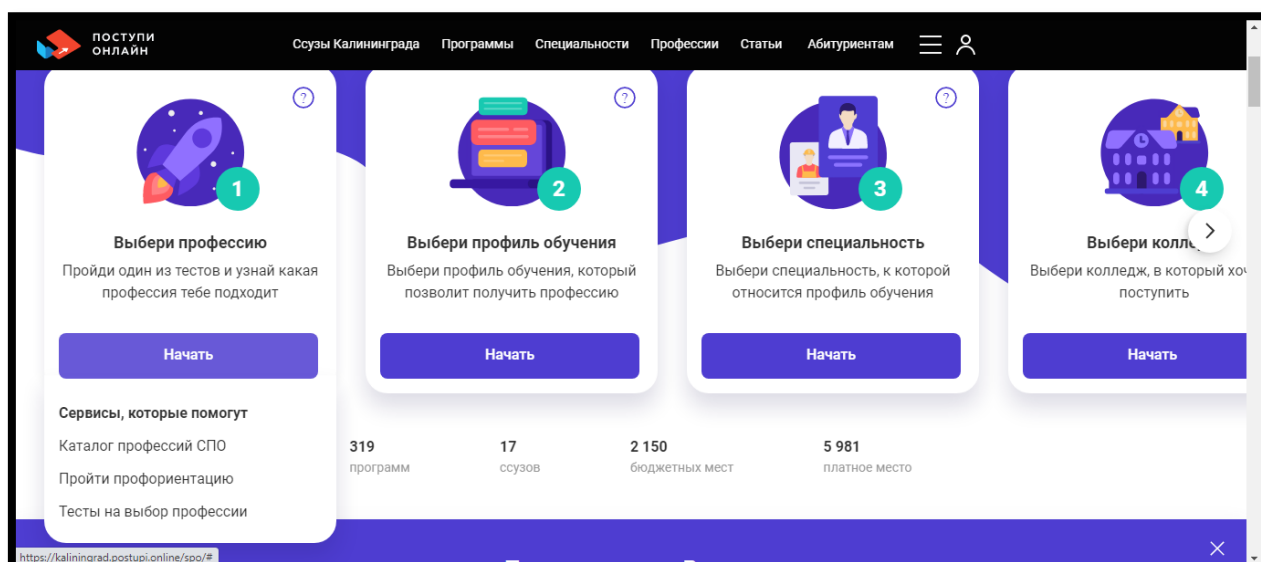 ПОСТУПИ
ОНЛАЙН
Ссузы Калининграда Программы Специальности Профессии Статьи Абитуриентам
?
1
Выбери профессию
Пройди один из тестов и узнай какая
профессия тебе подходит
Начать
Сервисы, которые помогут
Каталог профессий СПО
Пройти профориентацию
Тесты на выбор профессии
?
2
Выбери профиль обучения
Выбери профиль обучения, который
позволит получить профессию
Начать
?
3
Выбери специальность
Выбери специальность, к которой
относится профиль обучения
Начать
4
Выбери
Выбери колледж, в который
поступить
Начать
319 17 2 150 5 981
программ ссузов бюджетных мест платное место
https://kaliningrad.postupi.online/spo/#